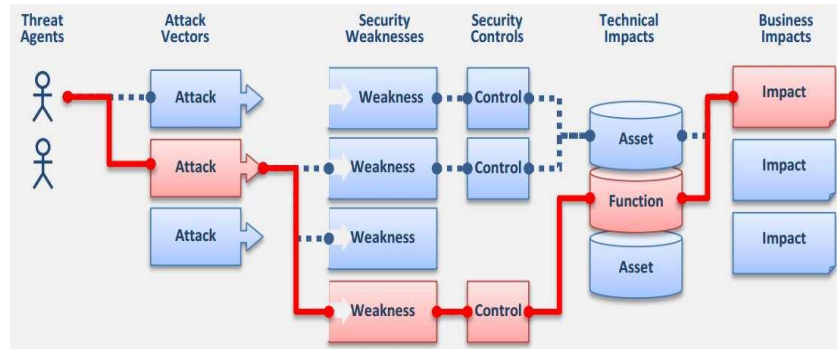 Threat Agents
Attack Vectors
Security Weaknesses
Security Controls
Technical Impacts
Business Impacts
Attack
Weakness
Control
Impact
Asset
Attack
Weakness
Control
Impact
Function
Attack
Weakness
Impact
Asset
Weakness
Control